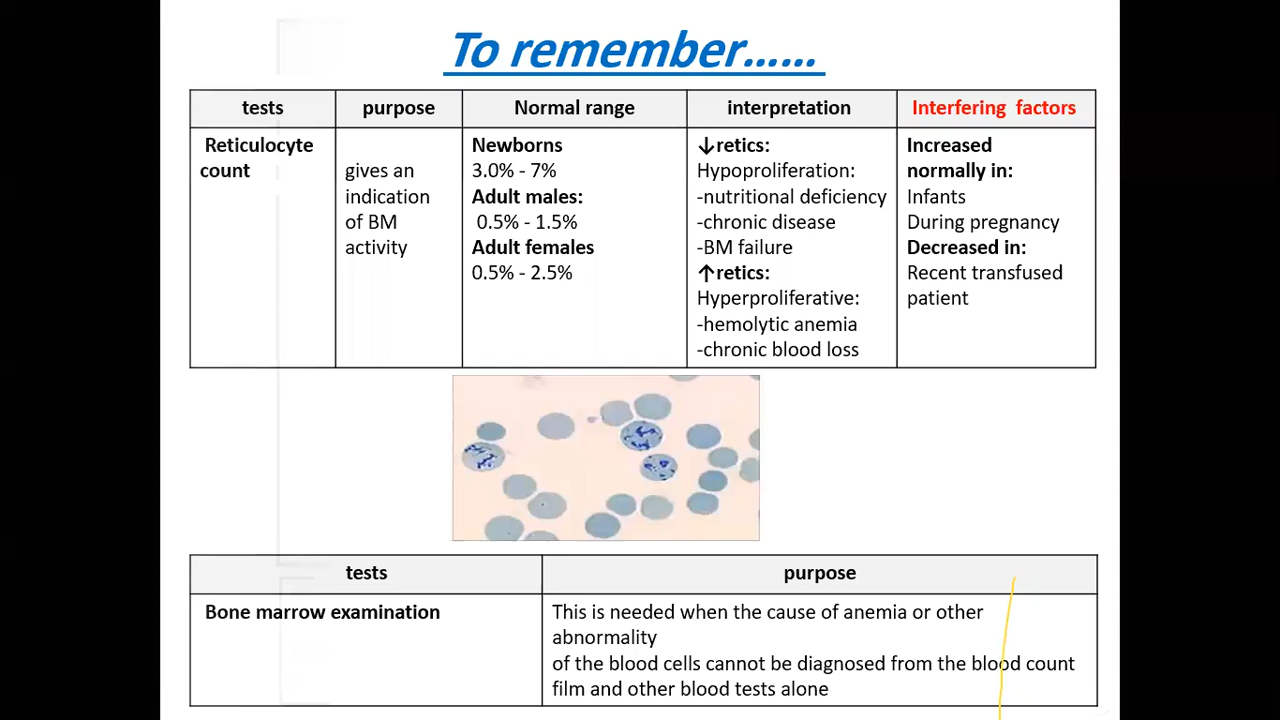 To remember......
tests
purpose
Normal range
interpretation
Interfering factors
Reticulocyte
count
gives an
indication
of BM
activity
Newborns
3.0% - 7%
Adult males:
0.5% - 1.5%
Adult females
0.5% - 2.5%
↓retics:
Hypoproliferation:
-nutritional deficiency
-chronic disease
-BM failure
↑retics:
Hyperproliferative:
-hemolytic anemia
-chronic blood loss
Increased
normally in:
Infants
During pregnancy
Decreased in:
Recent transfused
patient
tests
purpose
Bone marrow examination
This is needed when the cause of anemia or other
abnormality
of the blood cells cannot be diagnosed from the blood count
film and other blood tests alone